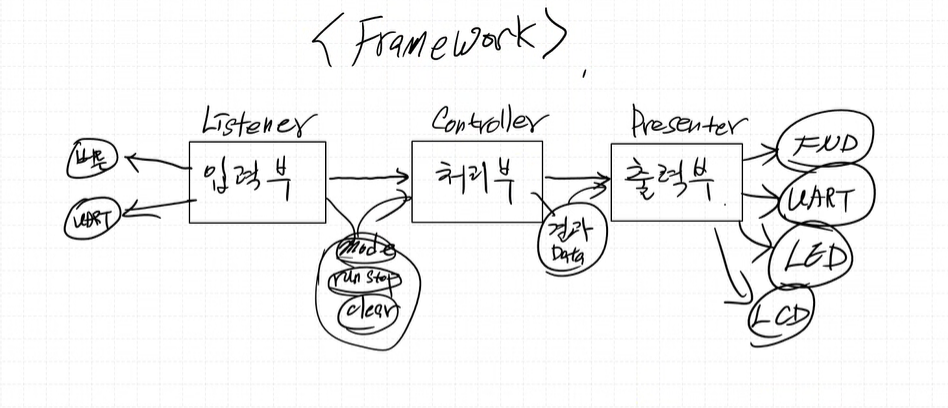 <Framework>
Listener
Controller
Presenter
버튼
입력부
처리부
출력부
FND
UART
UART
mode
run stop
clear
결과
Data
LED
LCD